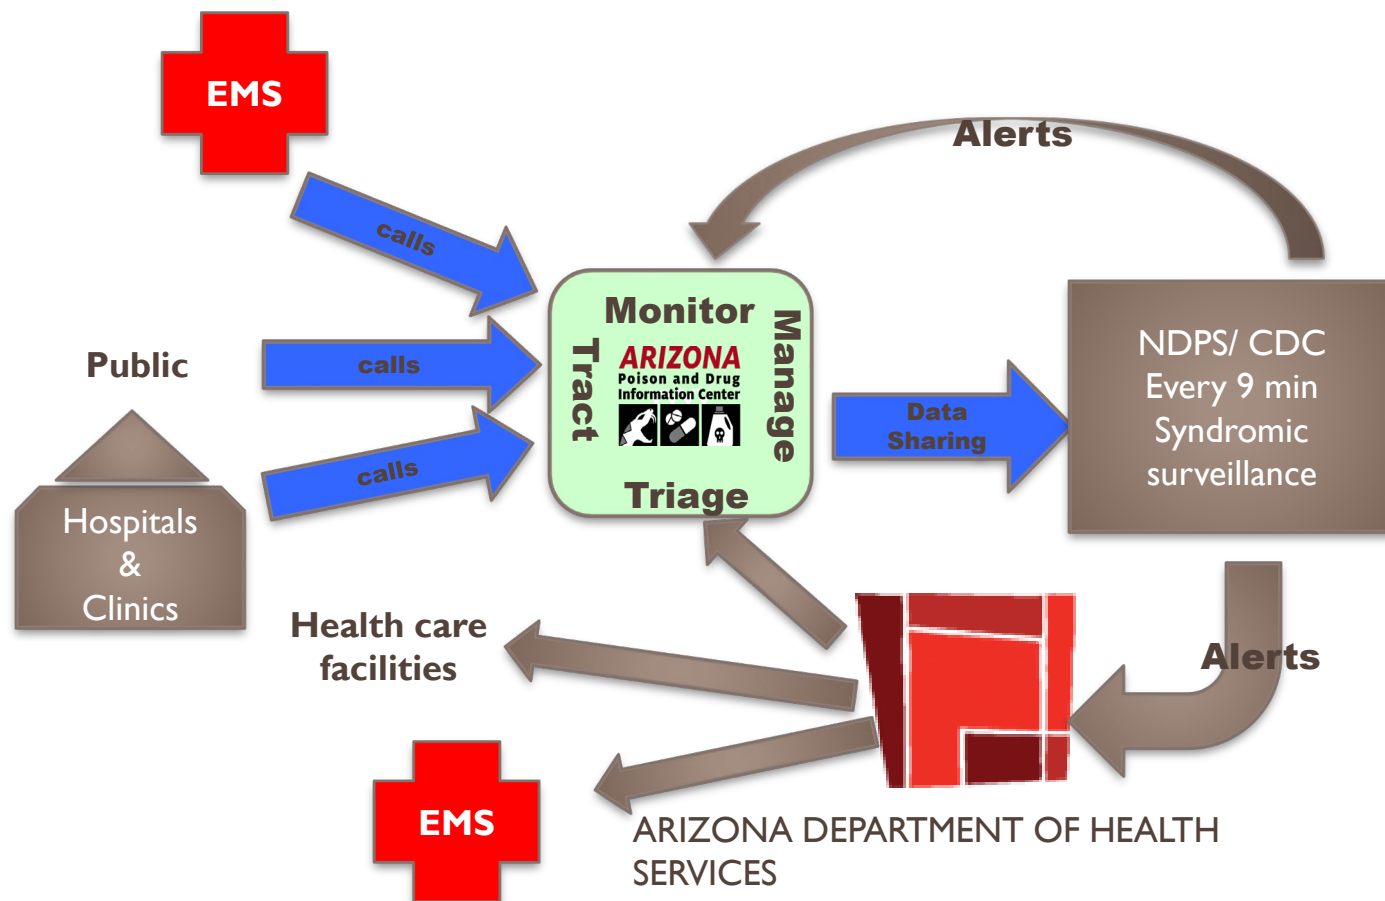 EMS
Alerts
calls
Monitor
Manage
Tract
ARIZONA
Poison and Drug
Information Center
Triage
Public
calls
calls
Hospitals
&
Clinics
Data
Sharing
NDPS/ CDC
Every 9 min
Syndromic
surveillance
Health care
facilities
Alerts
EMS
ARIZONA DEPARTMENT OF HEALTH
SERVICES